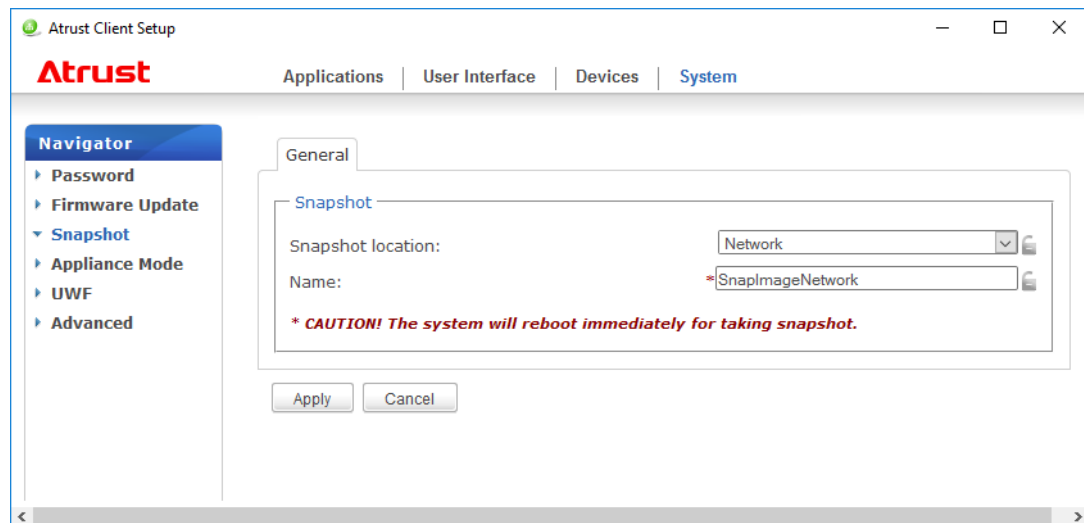 Atrust Client Setup
Atrust
Applications | User Interface | Devices | System
Navigator
Password
Firmware Update
Snapshot
Appliance Mode
UWF
Advanced
General
Snapshot
Snapshot location: Network
Name: *SnapImageNetwork
* CAUTION! The system will reboot immediately for taking snapshot.
Apply Cancel